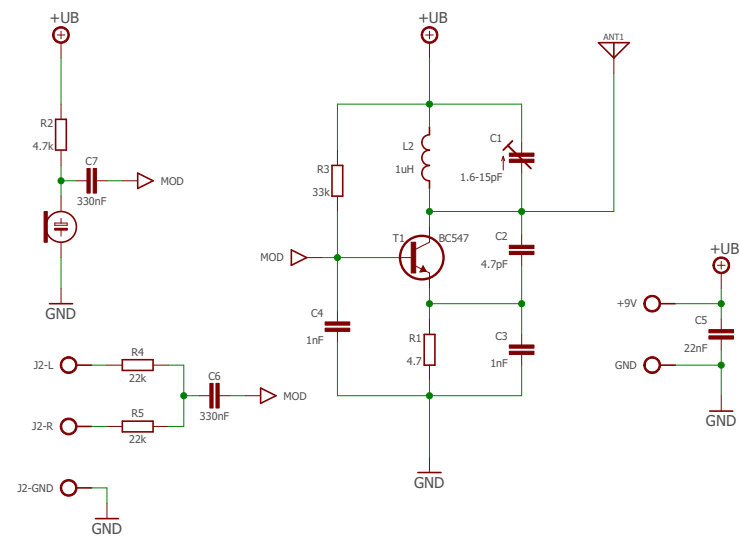 +UB
+UB
ANT1
R2
4.7k
C7
330nF
MOD
GND
R3
33k
L2
1uH
C1
1.6-15pF
MOD
T1
BC547
C2
4.7pF
C4
1nF
R1
4.7
C3
1nF
GND
+UB
+9V
C5
22nF
GND
GND
J2-L
R4
22k
C6
330nF
MOD
J2-R
R5
22k
J2-GND
GND